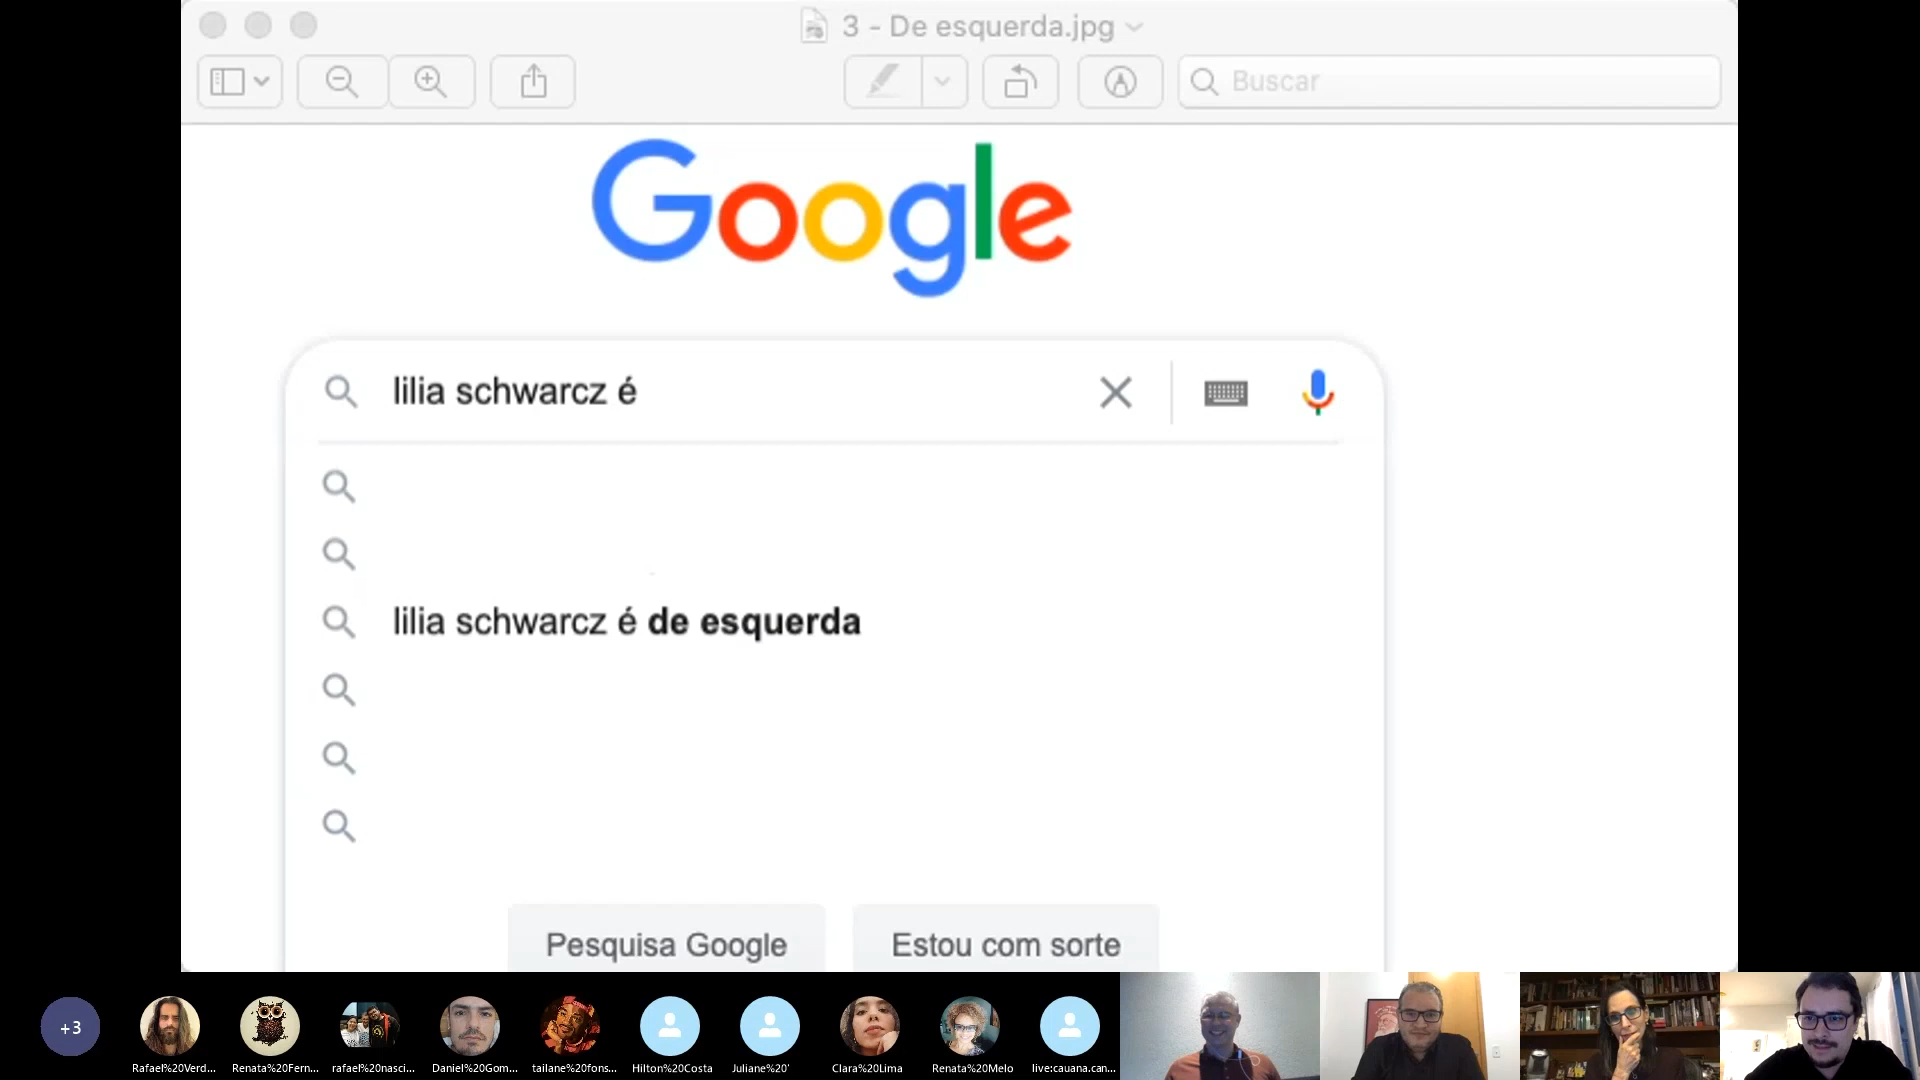 3 - De esquerda.jpg
Buscar
Google
lilia schwarcz é
lilia schwarcz é de esquerda
Pesquisa Google
Estou com sorte
+3
Rafael%20Verd...
Renata%20Fern...
rafael%20nasci...
Daniel%20Gom...
tailane%20fons...
Hilton%20Costa
Juliane%20'
Clara%20Lima
Renata%20Melo
live:cauana.can...